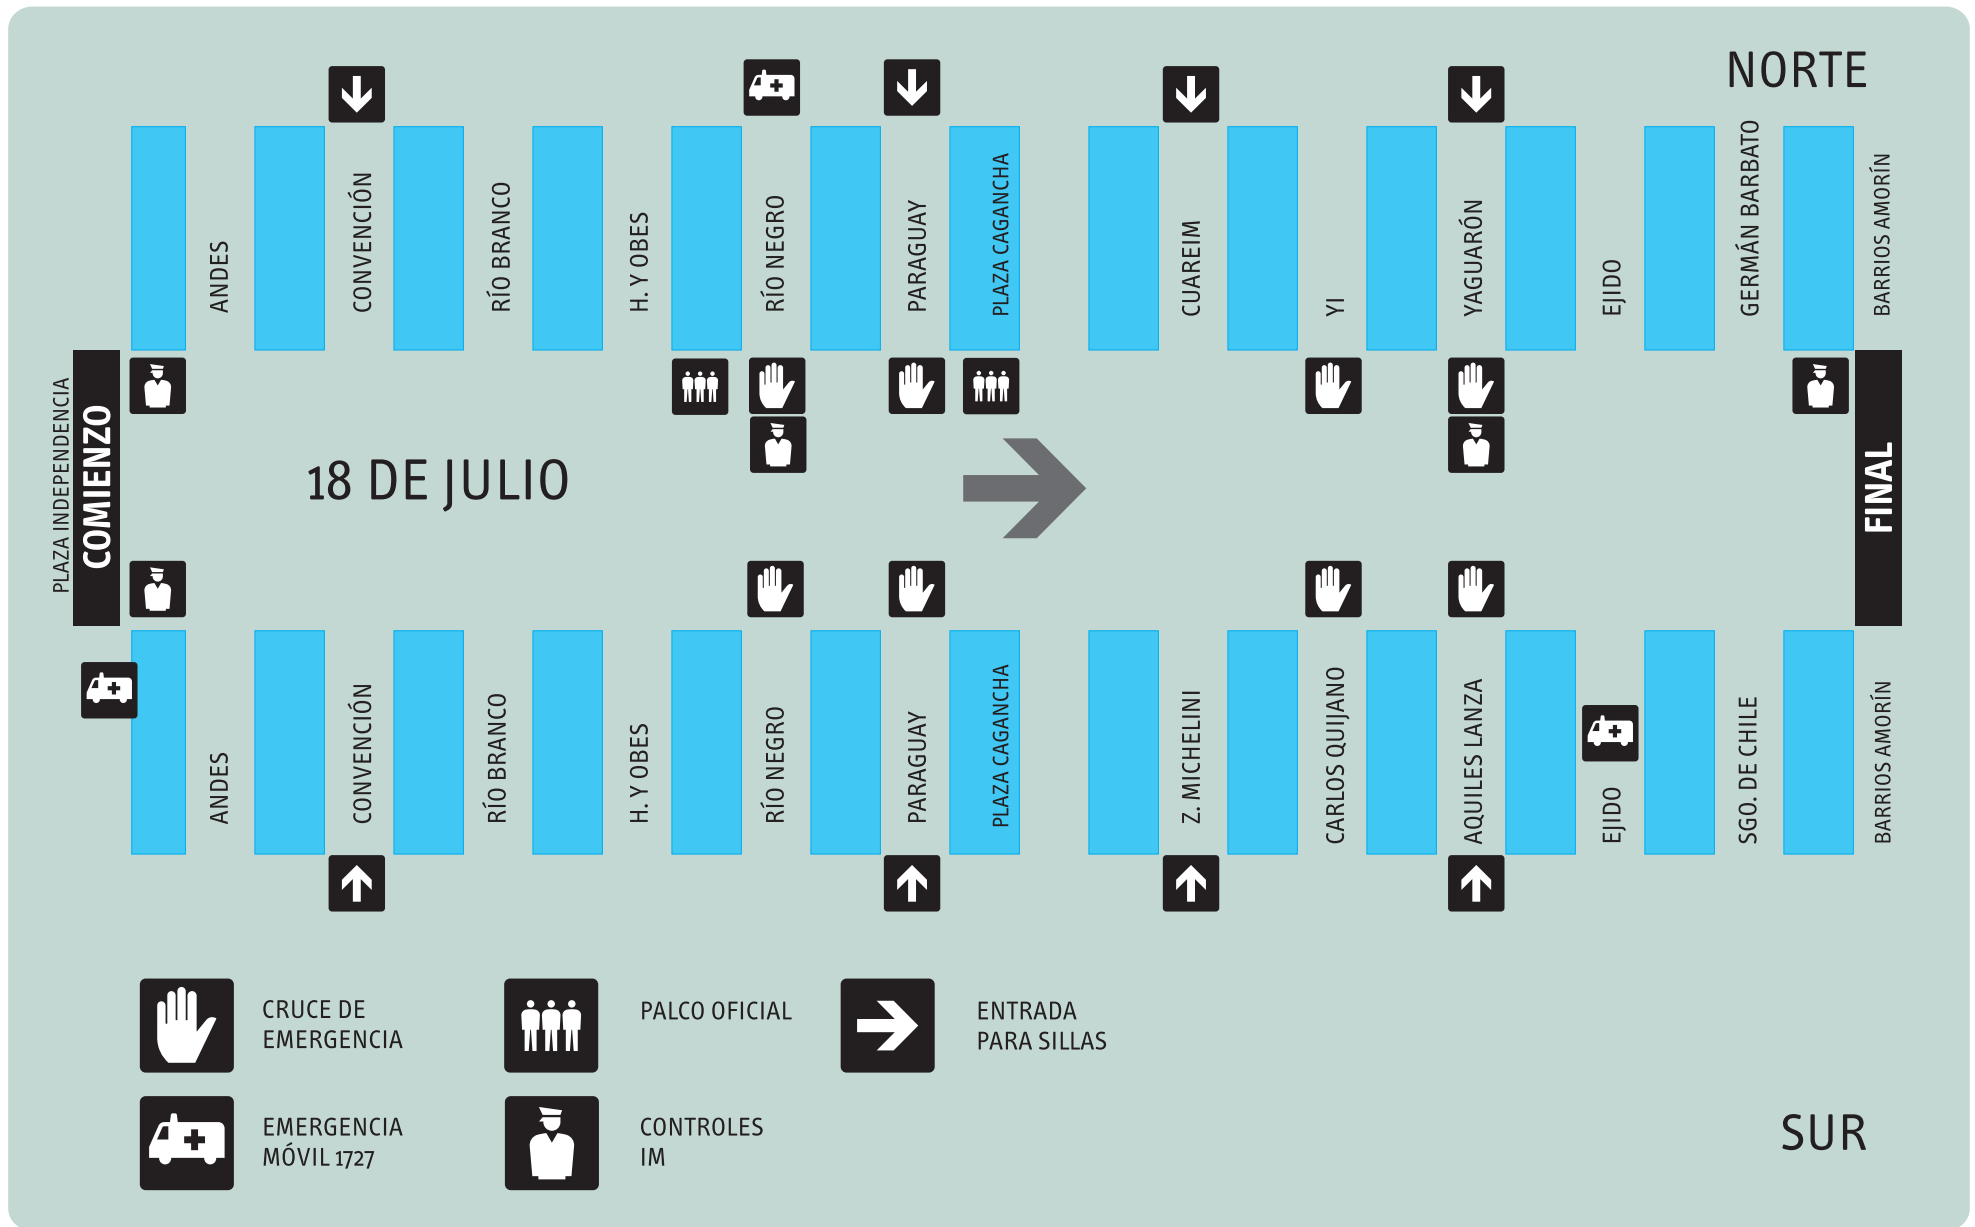 NORTE
ANDES
CONVENCIÓN
RÍO BRANCO
H. Y OBES
RÍO NEGRO
PARAGUAY
PLAZA CAGANCHA
CUAREIM
YI
YAGUARÓN
EJIDO
GERMÁN BARBATO
BARRIOS AMORÍN
PLAZA INDEPENDENCIA
COMIENZO
18 DE JULIO
FINAL
ANDES
CONVENCIÓN
RÍO BRANCO
H. Y OBES
RÍO NEGRO
PARAGUAY
PLAZA CAGANCHA
Z. MICHELINI
CARLOS QUIJANO
AQUILES LANZA
EJIDO
SGO. DE CHILE
BARRIOS AMORÍN
CRUCE DE
EMERGENCIA
PALCO OFICIAL
ENTRADA
PARA SILLAS
EMERGENCIA
MÓVIL 1727
CONTROLES
IM
SUR